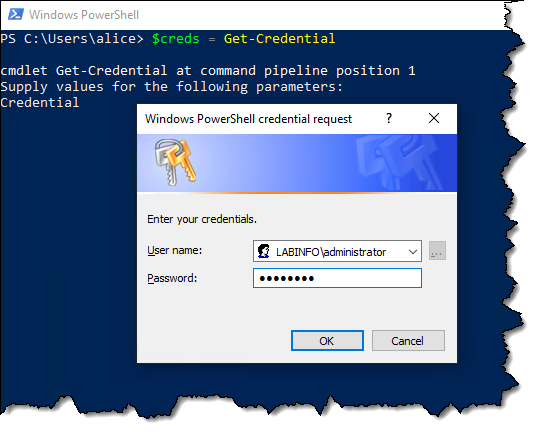 Windows PowerShell
PS C:\Users\alice> $creds = Get-Credential
cmdlet Get-Credential at command pipeline position 1
Supply values for the following parameters:
Credential
Windows PowerShell credential request
Enter your credentials.
User name:
LABINFO\administrator
...
Password:
●●●●●●●●
OK
Cancel